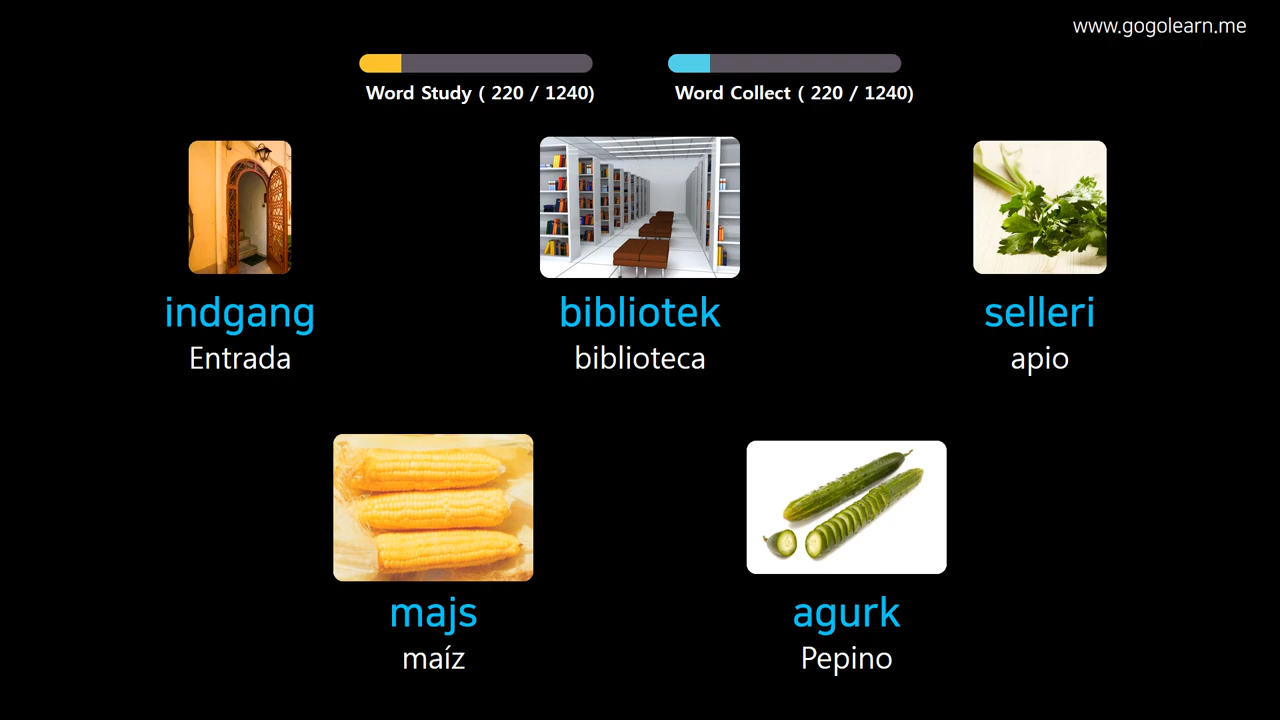 www.gogolearn.me
Word Study ( 220 / 1240)
Word Collect ( 220 / 1240)
indgang
Entrada
bibliotek
biblioteca
selleri
apio
majs
maíz
agurk
Pepino